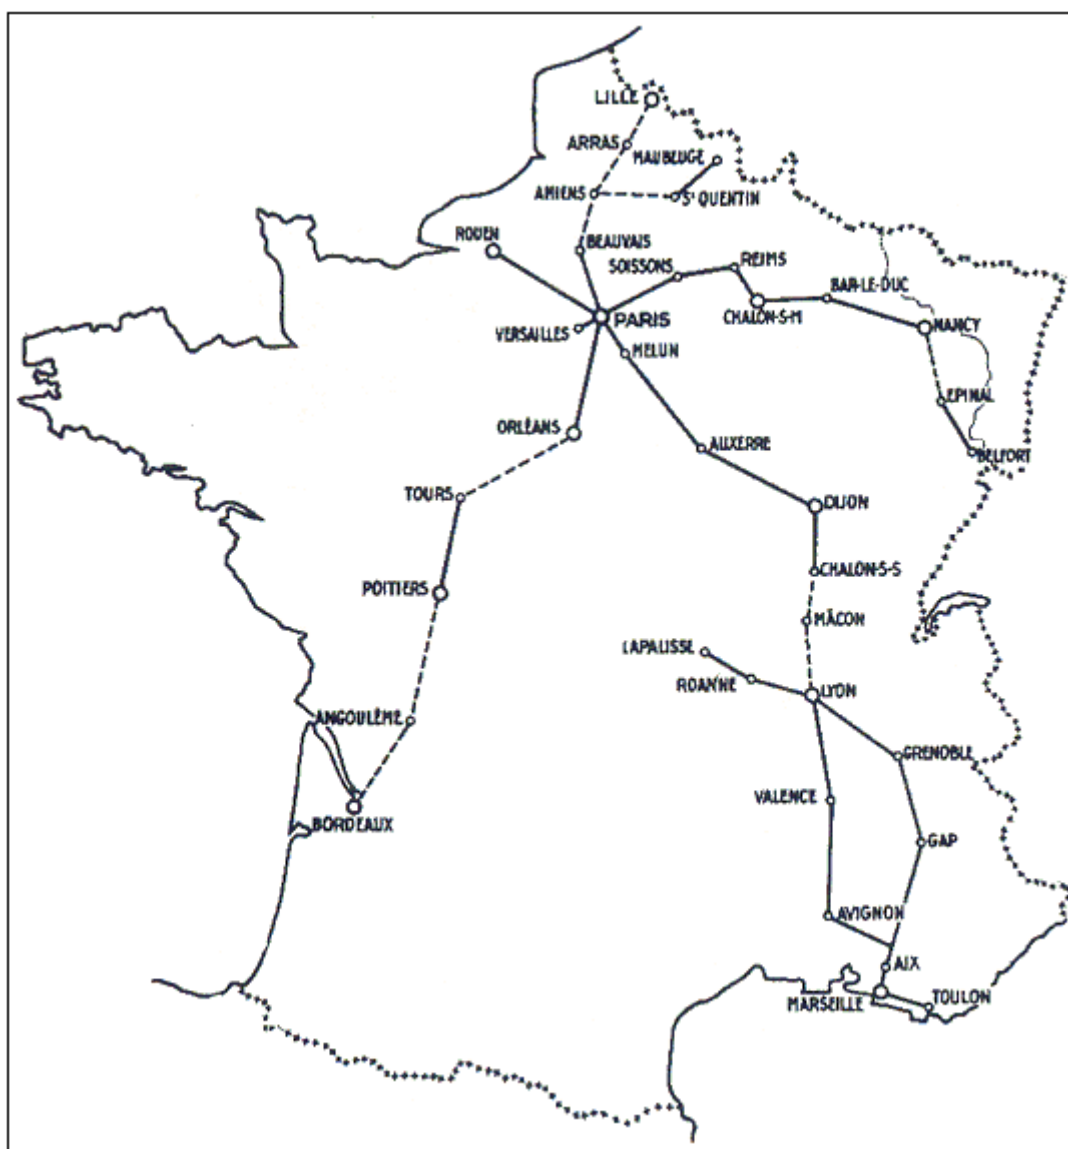 LILLE
ARRAS
MAUBEUGE
AMIENS
St QUENTIN
ROUEN
BEAUVAIS
SOISSONS
REIMS
BAR-LE-DUC
CHALON-S-M
NANCY
VERSAILLES
PARIS
MELUN
EPINAL
ORLÉANS
AUXERRE
BELFORT
TOURS
DIJON
POITIERS
CHALON-S-S
MÂCON
LAPALISSE
ROANNE
LYON
ANGOULÊME
GRENOBLE
VALENCE
BORDEAUX
GAP
AVIGNON
AIX
MARSEILLE
TOULON